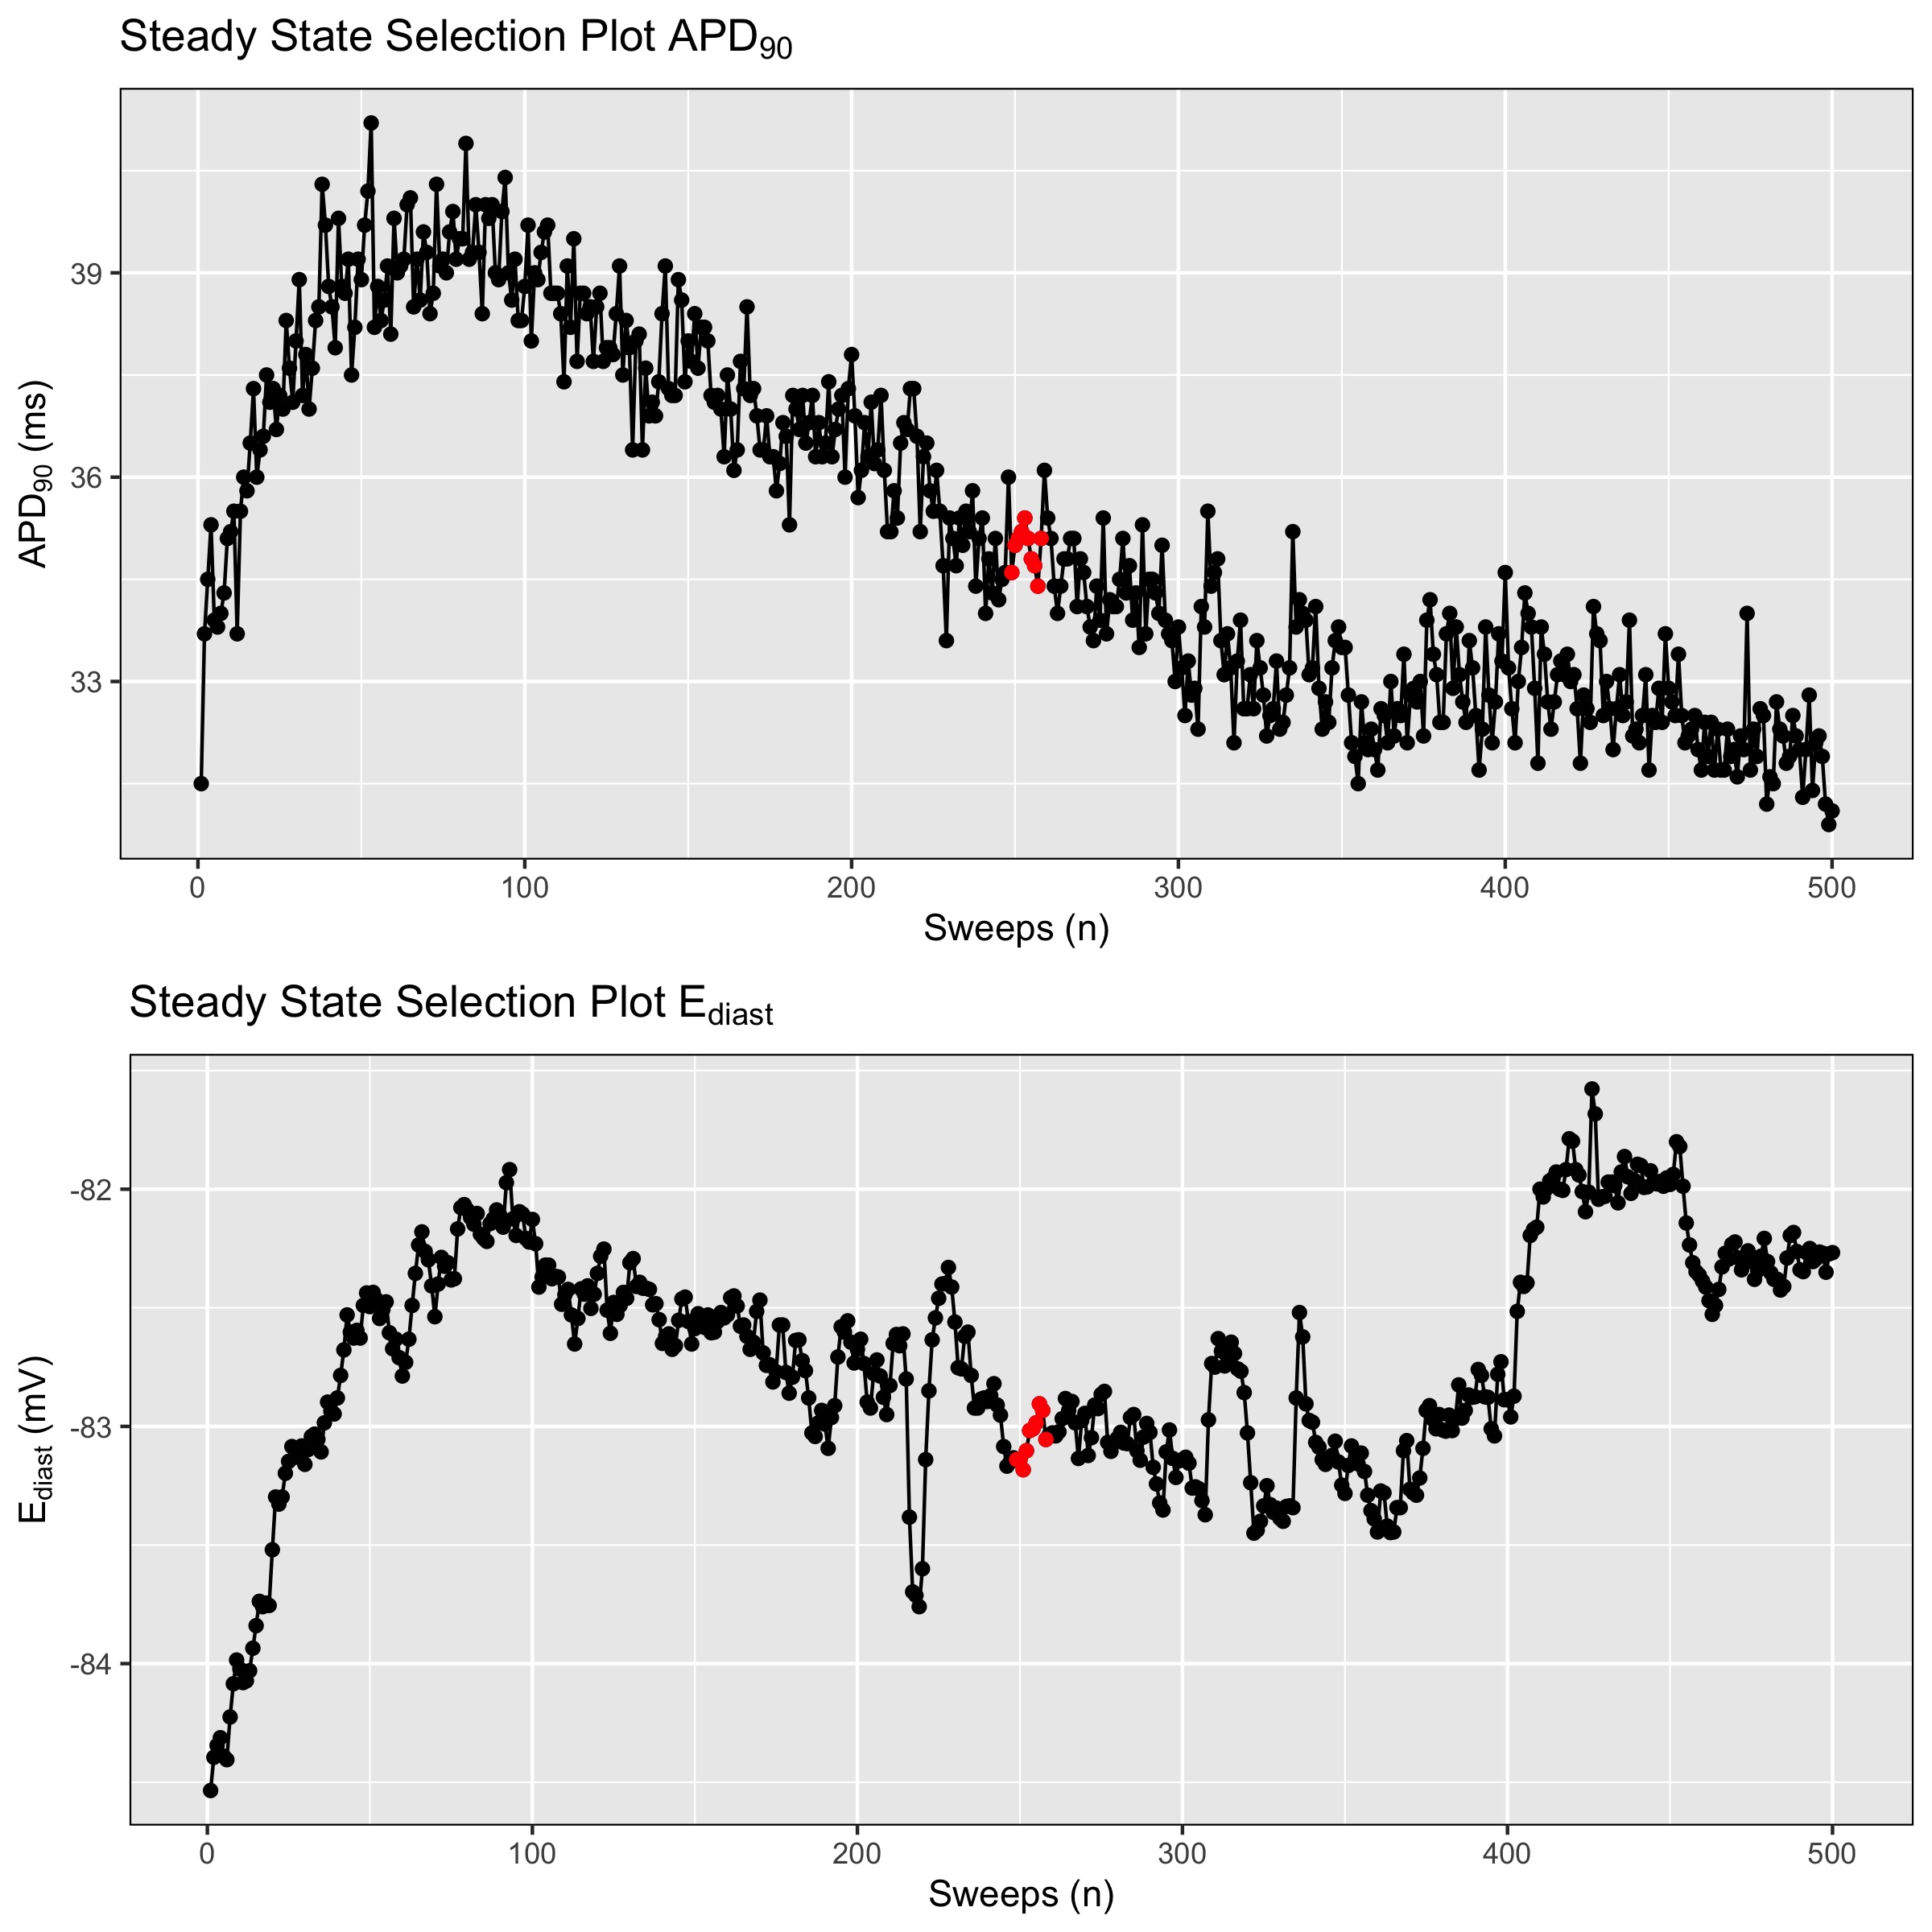 Steady State Selection Plot APD90
APD90 (ms)
39
36
33
0 100 200 300 400 500
Sweeps (n)
Steady State Selection Plot Ediast
Ediast (mV)
-82
-83
-84
0 100 200 300 400 500
Sweeps (n)